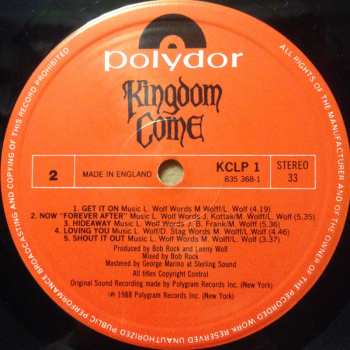 polydor
Kingdom
Come
2
MADE IN ENGLAND
KCLP 1
835 368-1
STEREO
33
1. GET IT ON Music L. Wolf Words M Wolff/L. Wolf (4.19)
2. NOW "FOREVER AFTER" Music L. Wolf Words J. Kottak/M. Wolff/L. Wolf (5.35)
3. HIDEAWAY Music L. Wolf Words J. B. Frank/M. Wolff (5.36)
4. LOVING YOU Music L. Wolf/D. Stag Words M. Wolff/L. Wolf (4.46)
5. SHOUT IT OUT Music L. Wolf Words M. Wolff/L. Wolf (3.37)
Produced by Bob Rock and Lenny Wolf
Mixed by Bob Rock
Mastered by George Marino at Sterling Sound
All titles Copyright Control
Original Sound Recording made by Polygram Records Inc. (New York)
℗ 1988 Polygram Records Inc. (New York)
ALL RIGHTS OF THE MANUFACTURER AND OF THE OWNER OF THE RECORDED WORK RESERVED UNAUTHORIZED PUBLIC PERFORMANCE BROADCASTING AND COPYING OF THIS RECORD PROHIBITED